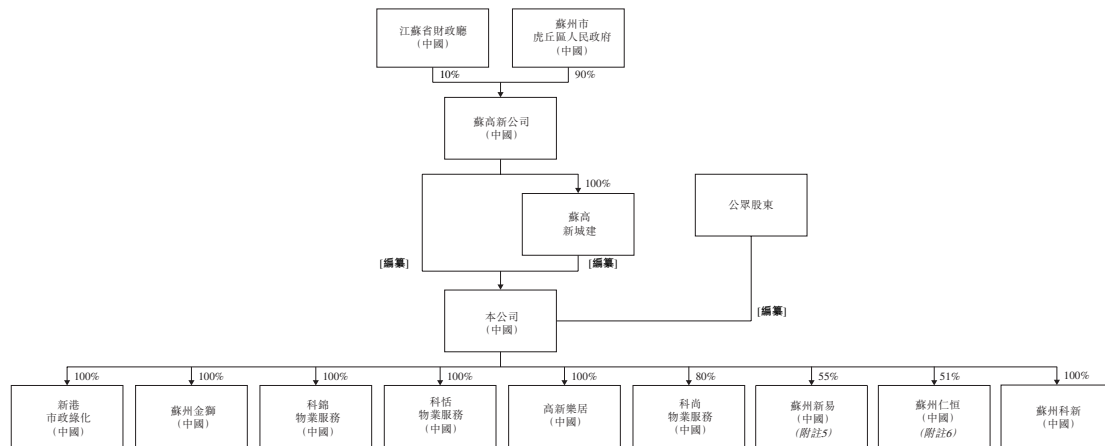 江蘇省財政廳
(中國)
蘇州市
虎丘區人民政府
(中國)
10%
90%
蘇高新公司
(中國)
100%
蘇高
新城建
公眾股東
[編纂]
[編纂]
本公司
(中國)
[編纂]
100%
100%
100%
100%
100%
80%
55%
51%
100%
新港
市政綠化
(中國)
蘇州金獅
(中國)
科錦
物業服務
(中國)
科恬
物業服務
(中國)
高新樂居
(中國)
科尚
物業服務
(中國)
蘇州新易
(中國)
(附註5)
蘇州仁恒
(中國)
(附註6)
蘇州科新
(中國)